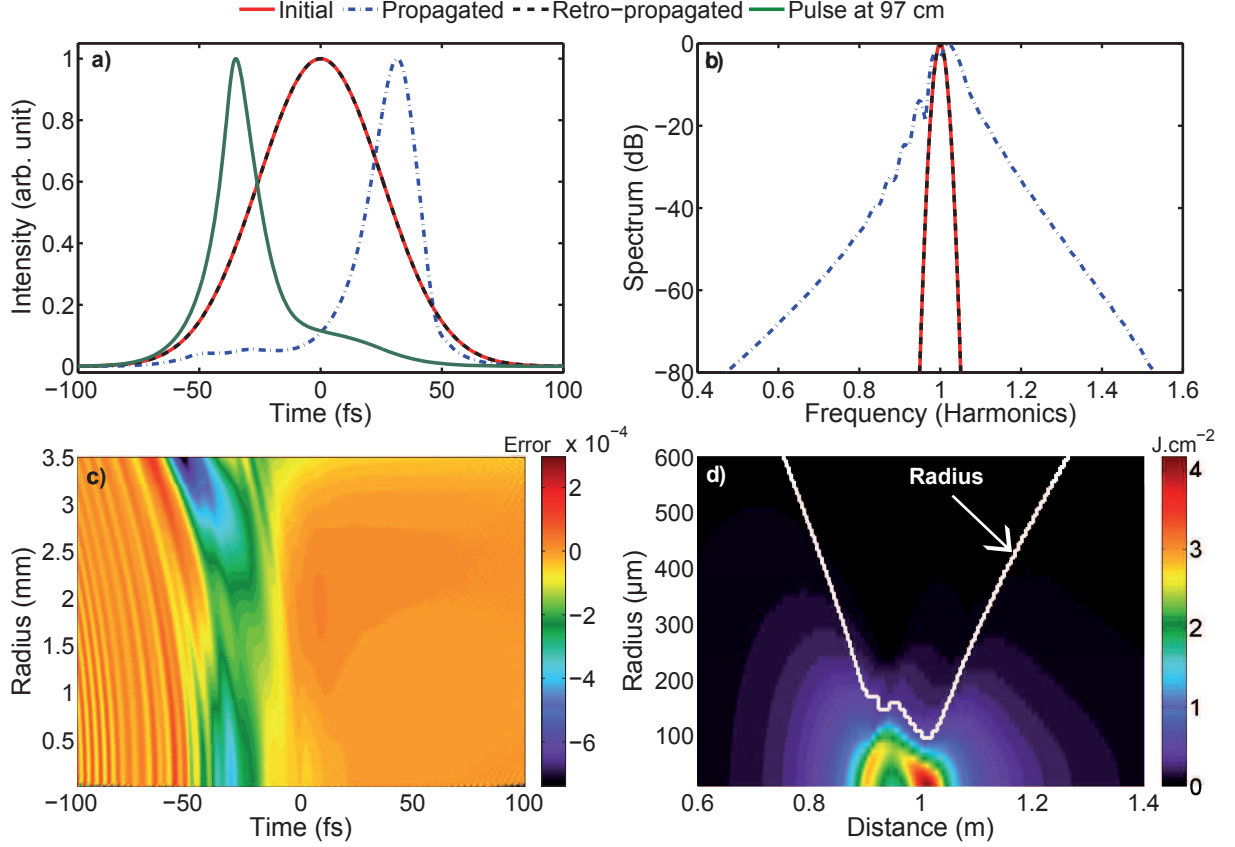 Initial Propagated Retro-propagated Pulse at 97 cm
a)
1
0.8
0.6
0.4
0.2
0
Intensity (arb. unit)
−100 −50 0 50 100
Time (fs)
b)
0
−20
−40
−60
−80
Spectrum (dB)
0.4 0.6 0.8 1 1.2 1.4 1.6
Frequency (Harmonics)
c)
3.5
3
2.5
2
1.5
1
0.5
Radius (mm)
−100 −50 0 50 100
Time (fs)
Error x 10−4
2
0
−2
−4
−6
d)
Radius
600
500
400
300
200
100
Radius (µm)
0.6 0.8 1 1.2 1.4
Distance (m)
J.cm−2
4
3
2
1
0